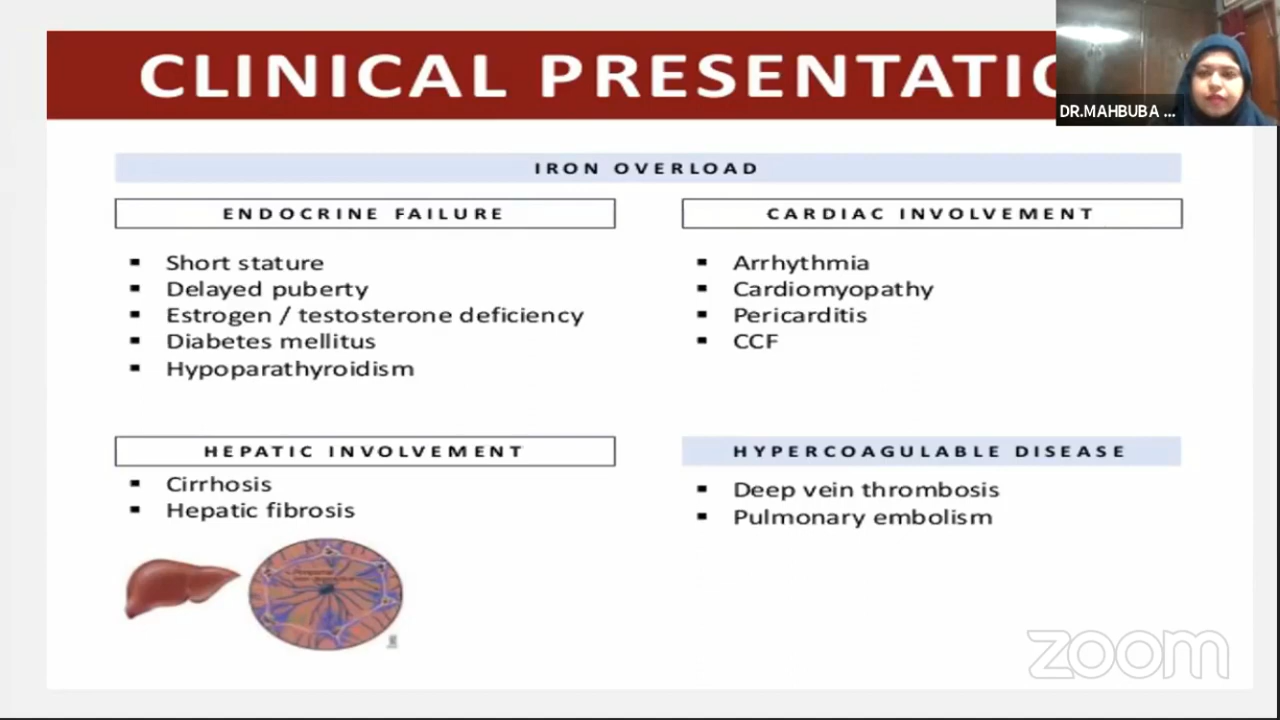 CLINICAL PRESENTATIO
DR.MAHBUBA ...
IRON OVERLOAD
ENDOCRINE FAILURE
▪ Short stature
▪ Delayed puberty
▪ Estrogen / testosterone deficiency
▪ Diabetes mellitus
▪ Hypoparathyroidism
CARDIAC INVOLVEMENT
▪ Arrhythmia
▪ Cardiomyopathy
▪ Pericarditis
▪ CCF
HEPATIC INVOLVEMENT
▪ Cirrhosis
▪ Hepatic fibrosis
HYPERCOAGULABLE DISEASE
▪ Deep vein thrombosis
▪ Pulmonary embolism
zoom